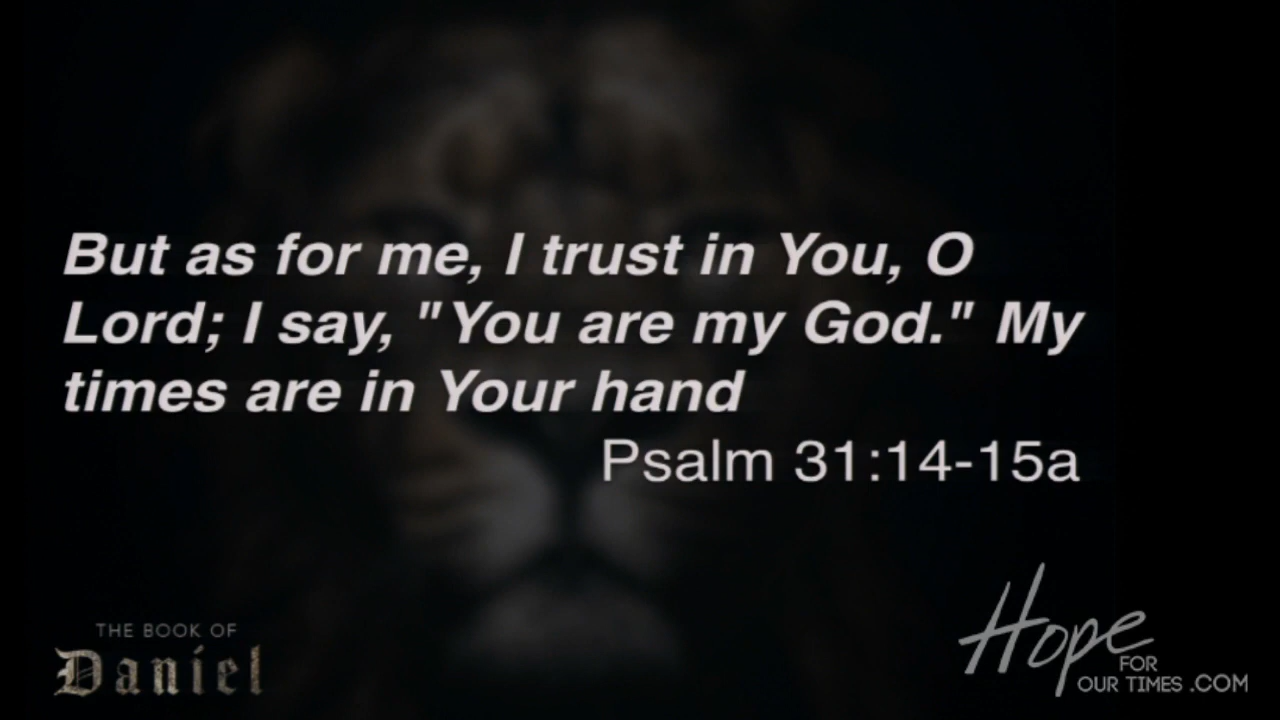 But as for me, I trust in You, O
Lord; I say, "You are my God." My
times are in Your hand
Psalm 31:14-15a
THE BOOK OF
Daniel
Hope
FOR
OUR TIMES .COM